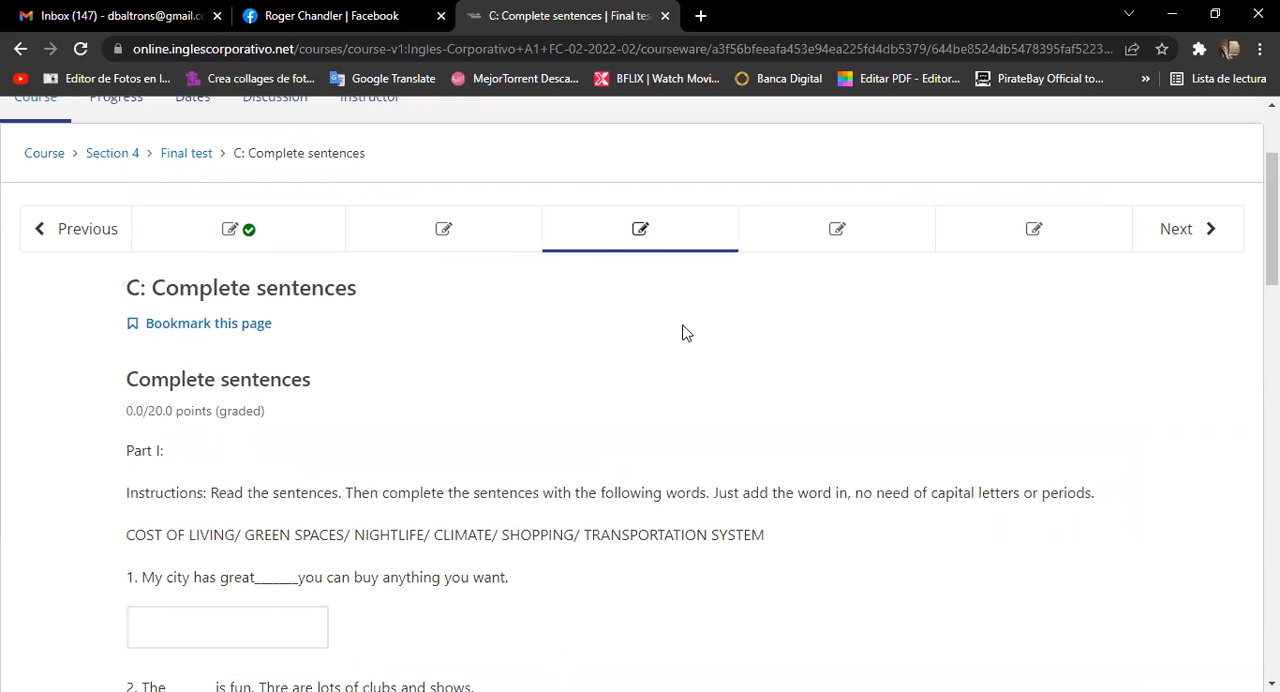 Inbox (147) - dbaltrons@gmail.cc
Roger Chandler | Facebook
C: Complete sentences | Final tes
online.inglescorporativo.net/courses/course-v1:Ingles-Corporativo+A1+FC-02-2022-02/courseware/a3f56bfeeafa453e94ea225fd4db5379/644be8524db5478395faf5223...
Editor de Fotos en l...
Crea collages de fot...
Google Translate
MejorTorrent Desca...
BFLIX | Watch Movi...
Banca Digital
Editar PDF - Editor...
PirateBay Official to...
»
Lista de lectura
Course Progress Dates Discussion Instructor
Course > Section 4 > Final test > C: Complete sentences
Previous
Next
C: Complete sentences
Bookmark this page
Complete sentences
0.0/20.0 points (graded)
Part I:
Instructions: Read the sentences. Then complete the sentences with the following words. Just add the word in, no need of capital letters or periods.
COST OF LIVING/ GREEN SPACES/ NIGHTLIFE/ CLIMATE/ SHOPPING/ TRANSPORTATION SYSTEM
1. My city has great______you can buy anything you want.
2. The ______ is fun. Thre are lots of clubs and shows.